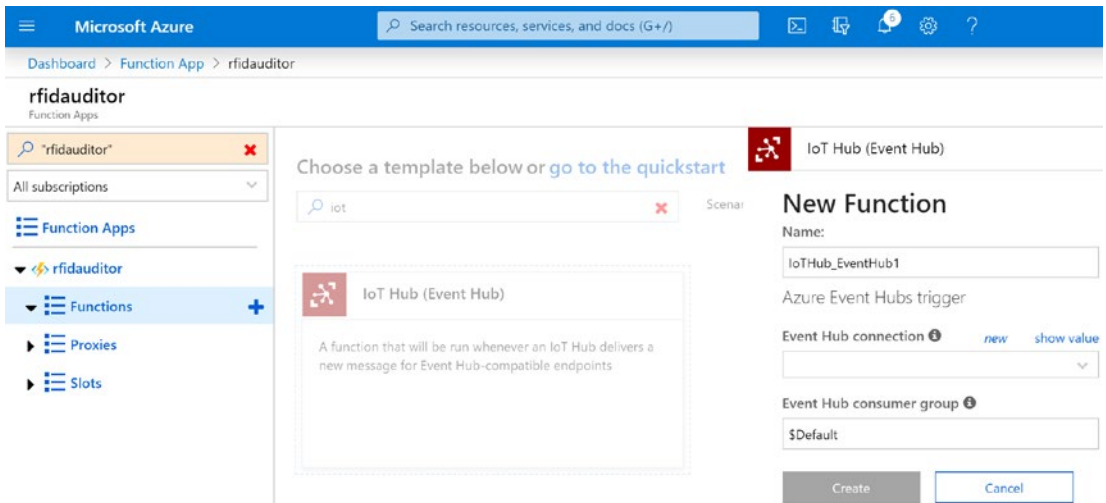 Microsoft Azure
Search resources, services, and docs (G+/)
6
?
Dashboard > Function App > rfidauditor
rfidauditor
Function Apps
"rfidauditor"
All subscriptions
Function Apps
rfidauditor
Functions
Proxies
Slots
Choose a template below or go to the quickstart
iot
Scenar
IoT Hub (Event Hub)
A function that will be run whenever an IoT Hub delivers a
new message for Event Hub-compatible endpoints
IoT Hub (Event Hub)
New Function
Name:
IoTHub_EventHub1
Azure Event Hubs trigger
Event Hub connection new show value
Event Hub consumer group
$Default
Create Cancel